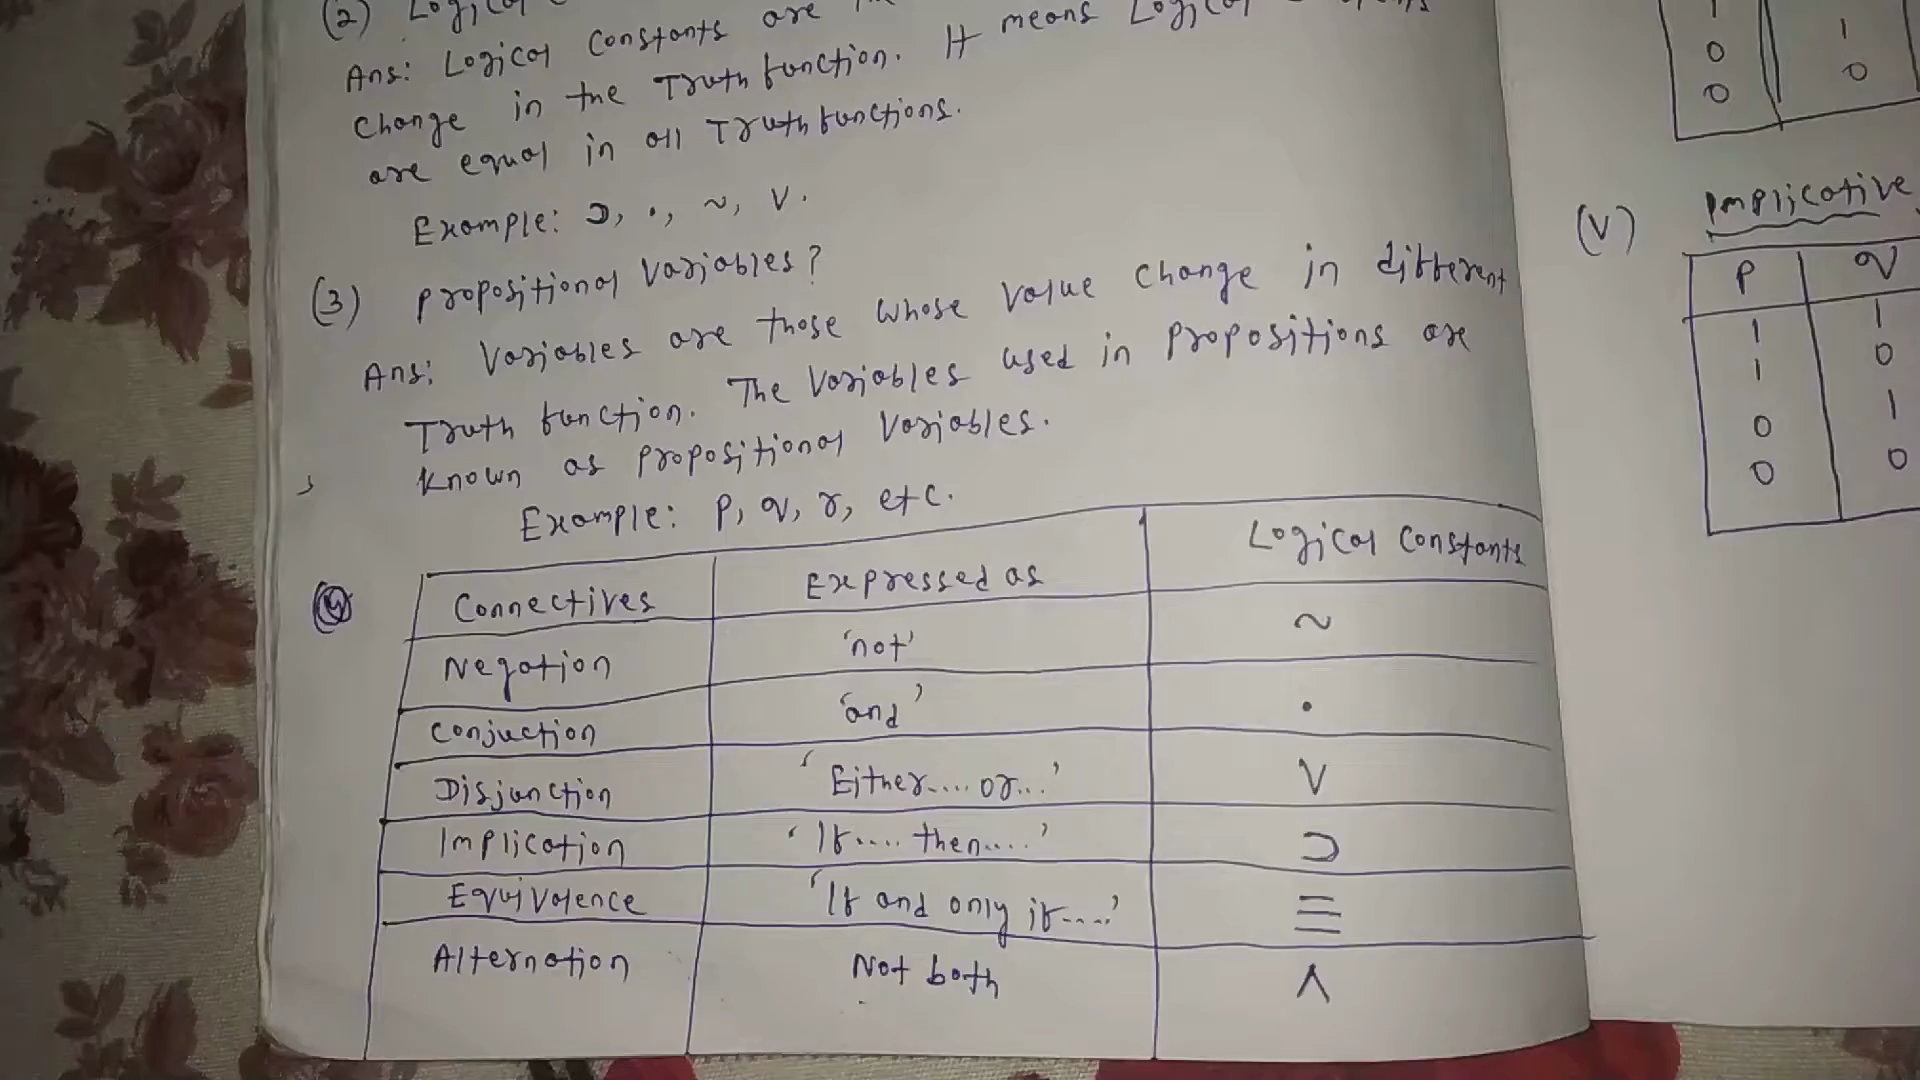 (2) Logical
Ans: Logical constants are
change in the Truth function. It means Logical
are equal in all Truth functions.
Example: ⊃, ., ~, V.
(3) propositional variables?
Ans: Variables are those whose value change in different
Truth function. The variables used in propositions are
known as propositional variables.
Example: P, q, r, etc.
(4)
Connectives Expressed as Logical Constants
Negation 'not' ~
Conjuction 'and' •
Disjunction 'Either.... or...' V
Implication 'If.... then....' ⊃
Equivalence 'If and only if....' ≡
Alternation Not both ∧
1
0 1
0 0
(V) Implicative
P q
1 1
1 0
0 1
0 0